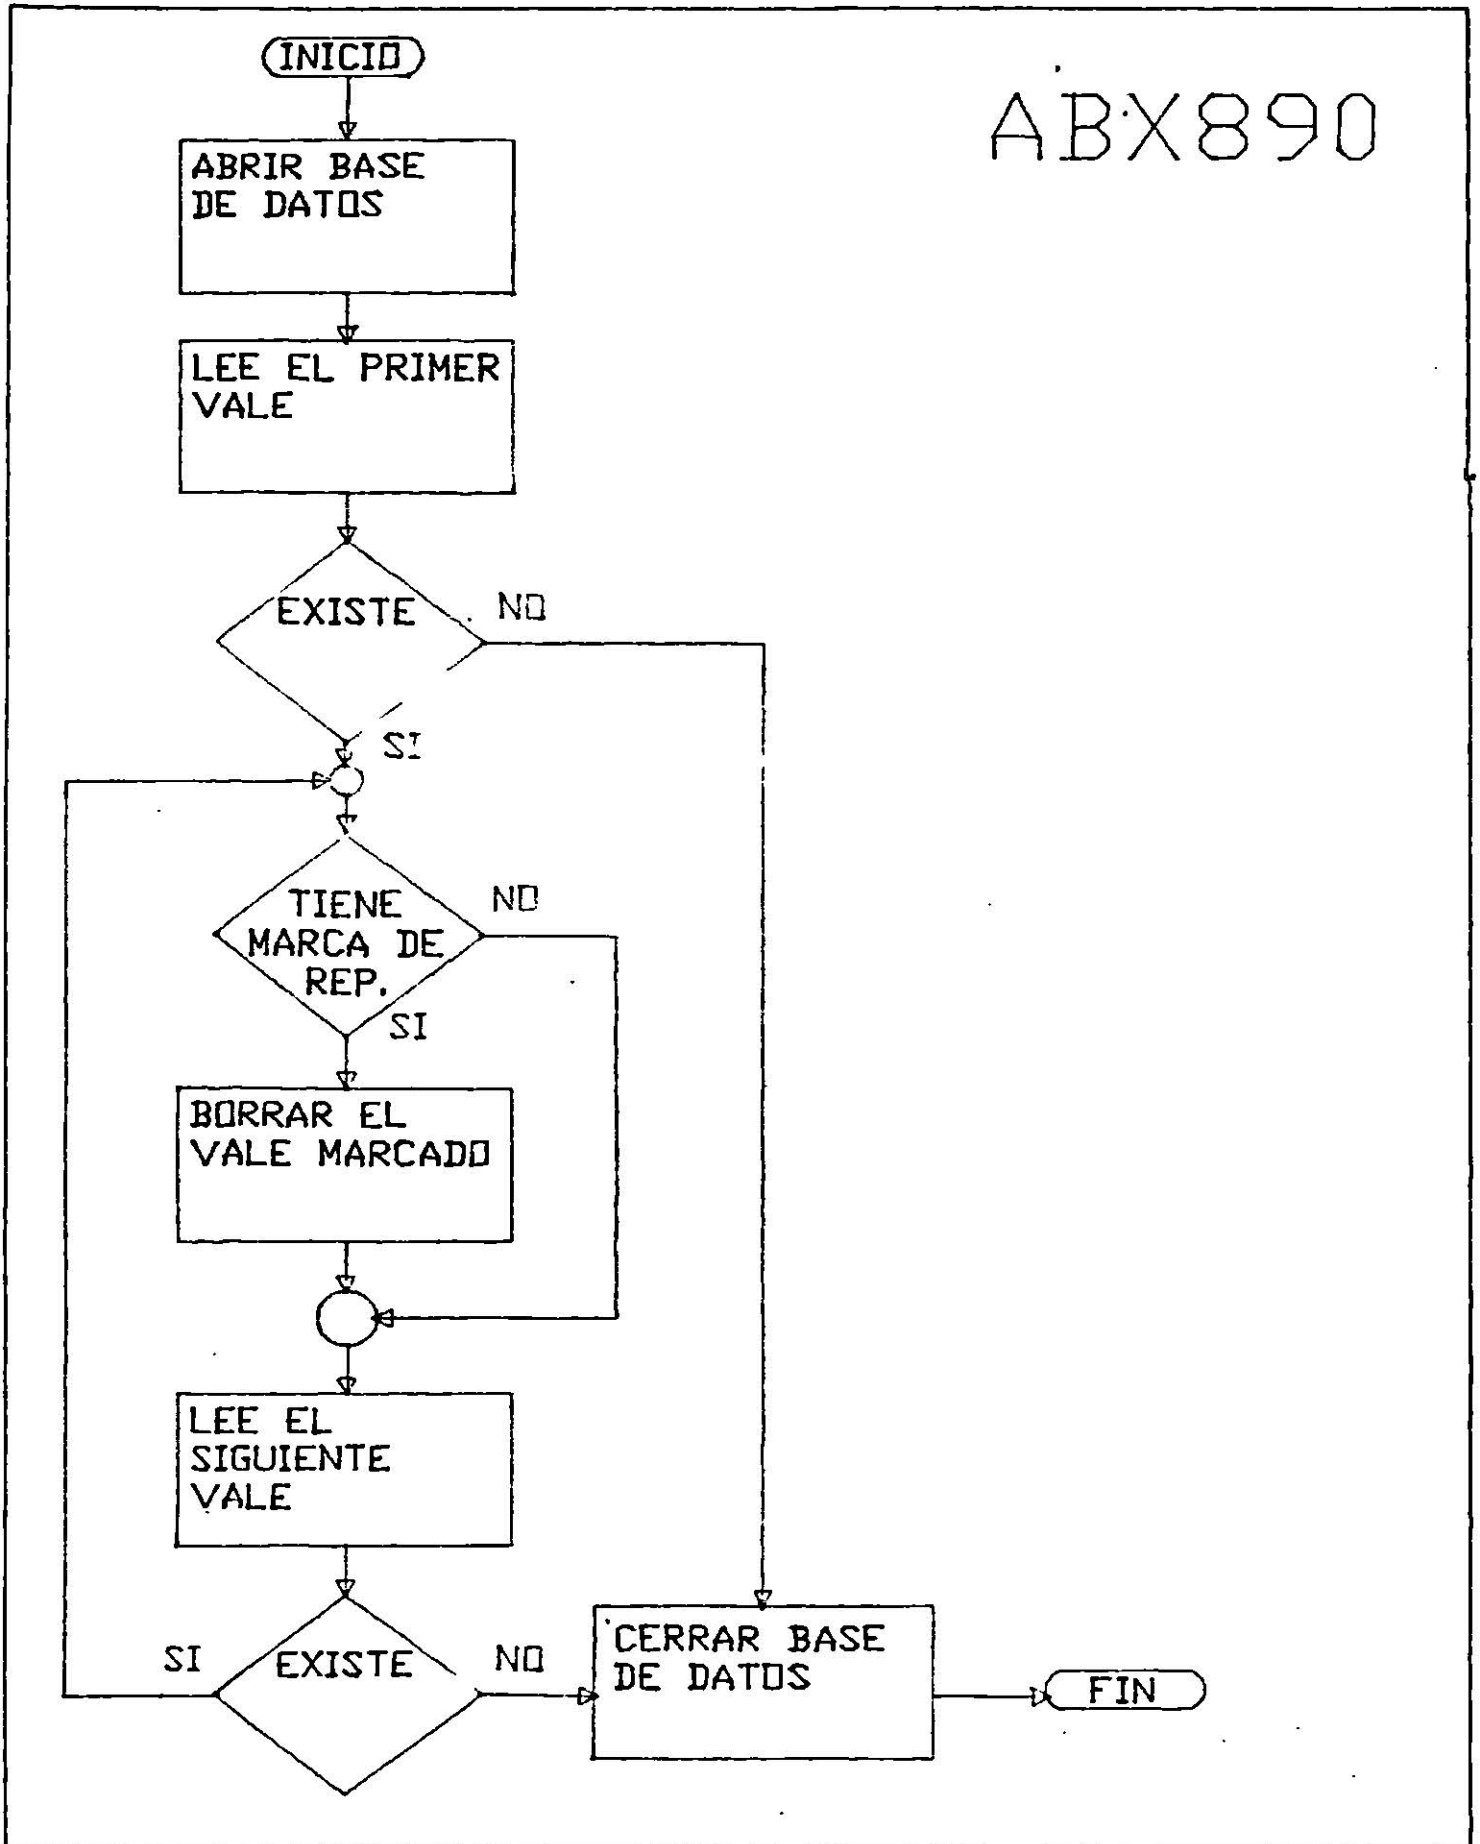 INICIO
ABX890
ABRIR BASE
DE DATOS
LEE EL PRIMER
VALE
EXISTE
NO
SI
TIENE
MARCA DE
REP.
NO
SI
BORRAR EL
VALE MARCADO
LEE EL
SIGUIENTE
VALE
SI
EXISTE
NO
CERRAR BASE
DE DATOS
FIN